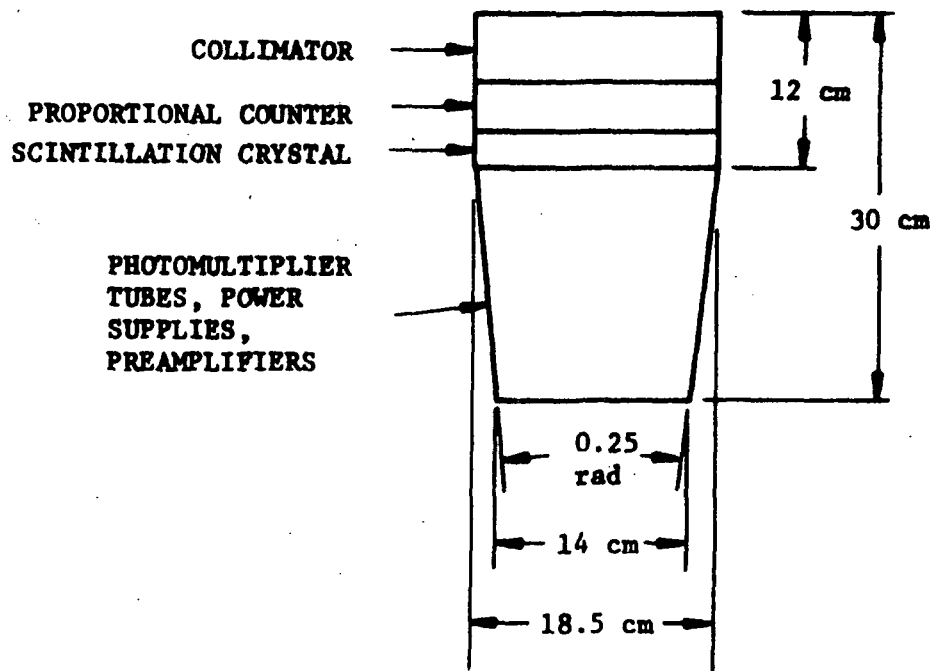 COLLIMATOR
PROPORTIONAL COUNTER
SCINTILLATION CRYSTAL
PHOTOMULTIPLIER
TUBES, POWER
SUPPLIES,
PREAMPLIFIERS
12 cm
30 cm
0.25
rad
14 cm
18.5 cm